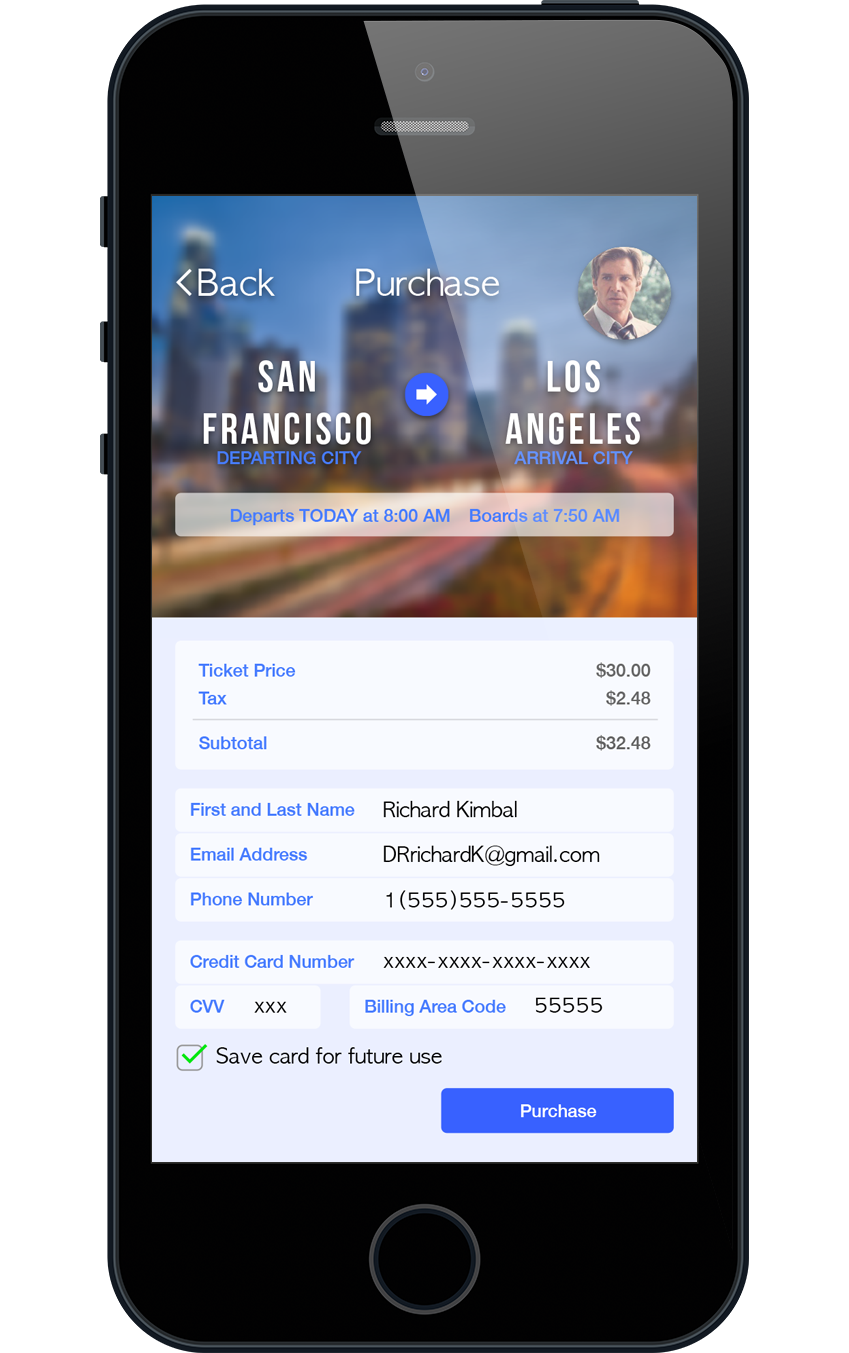 Back Purchase
SAN LOS
FRANCISCO ANGELES
DEPARTING CITY ARRIVAL CITY
Departs TODAY at 8:00 AM Boards at 7:50 AM
Ticket Price $30.00
Tax $2.48
Subtotal $32.48
First and Last Name Richard Kimbal
Email Address DRrichardK@gmail.com
Phone Number 1(555)555-5555
Credit Card Number xxxx-xxxx-xxxx-xxxx
CVV xxx Billing Area Code 55555
Save card for future use
Purchase